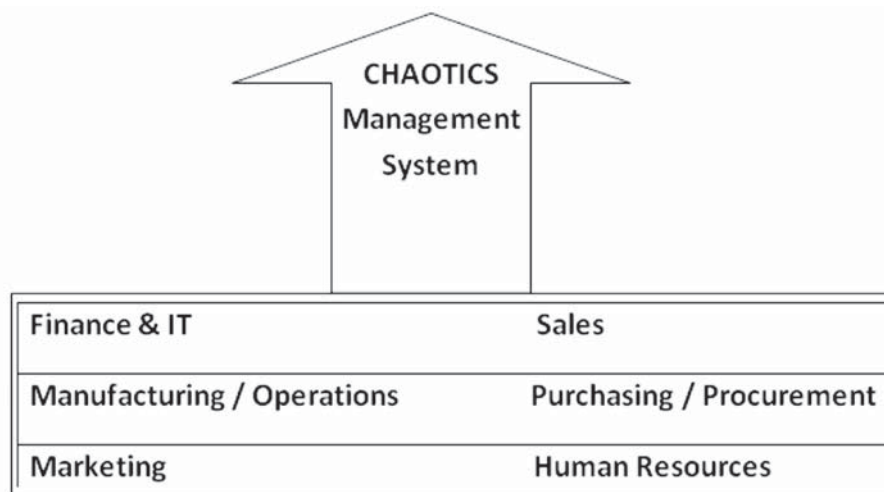 CHAOTICS
Management
System
Finance & IT Sales
Manufacturing / Operations Purchasing / Procurement
Marketing Human Resources